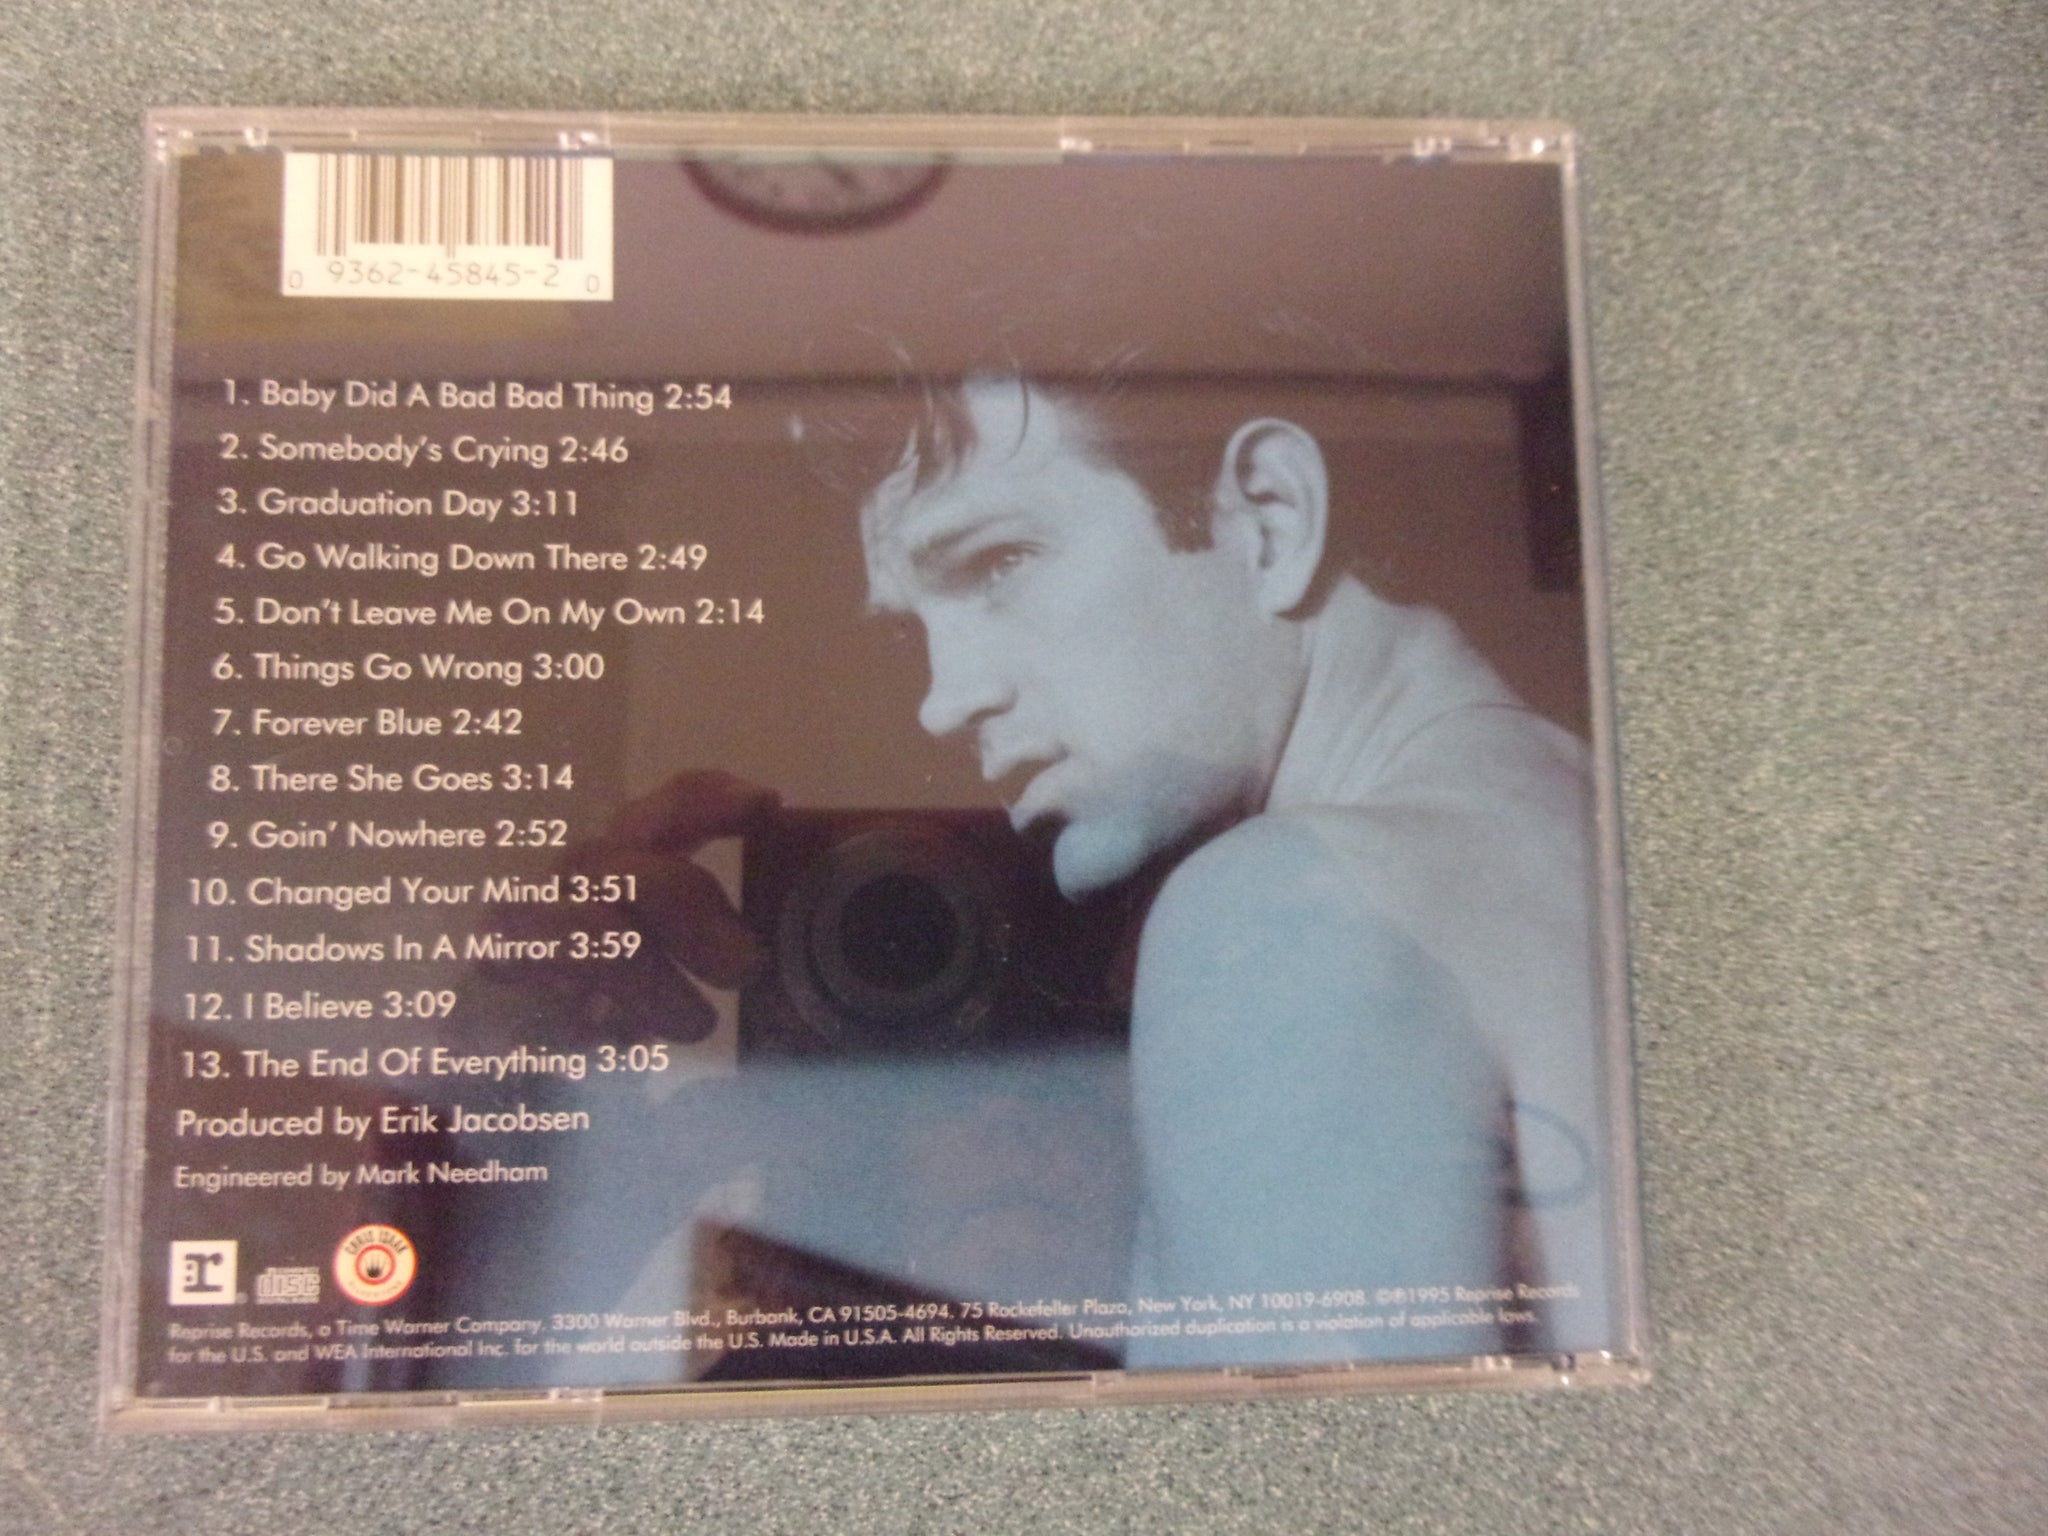 0 9362-45845-2 0
1. Baby Did A Bad Bad Thing 2:54
2. Somebody's Crying 2:46
3. Graduation Day 3:11
4. Go Walking Down There 2:49
5. Don't Leave Me On My Own 2:14
6. Things Go Wrong 3:00
7. Forever Blue 2:42
8. There She Goes 3:14
9. Goin' Nowhere 2:52
10. Changed Your Mind 3:51
11. Shadows In A Mirror 3:59
12. I Believe 3:09
13. The End Of Everything 3:05
Produced by Erik Jacobsen
Engineered by Mark Needham
r
COMPACT
disc
DIGITAL AUDIO
CHRIS ISAAK
Reprise Records, a Time Warner Company. 3300 Warner Blvd., Burbank, CA 91505-4694. 75 Rockefeller Plaza, New York, NY 10019-6908. ©℗1995 Reprise Records
for the U.S. and WEA International Inc. for the world outside the U.S. Made in U.S.A. All Rights Reserved. Unauthorized duplication is a violation of applicable laws.